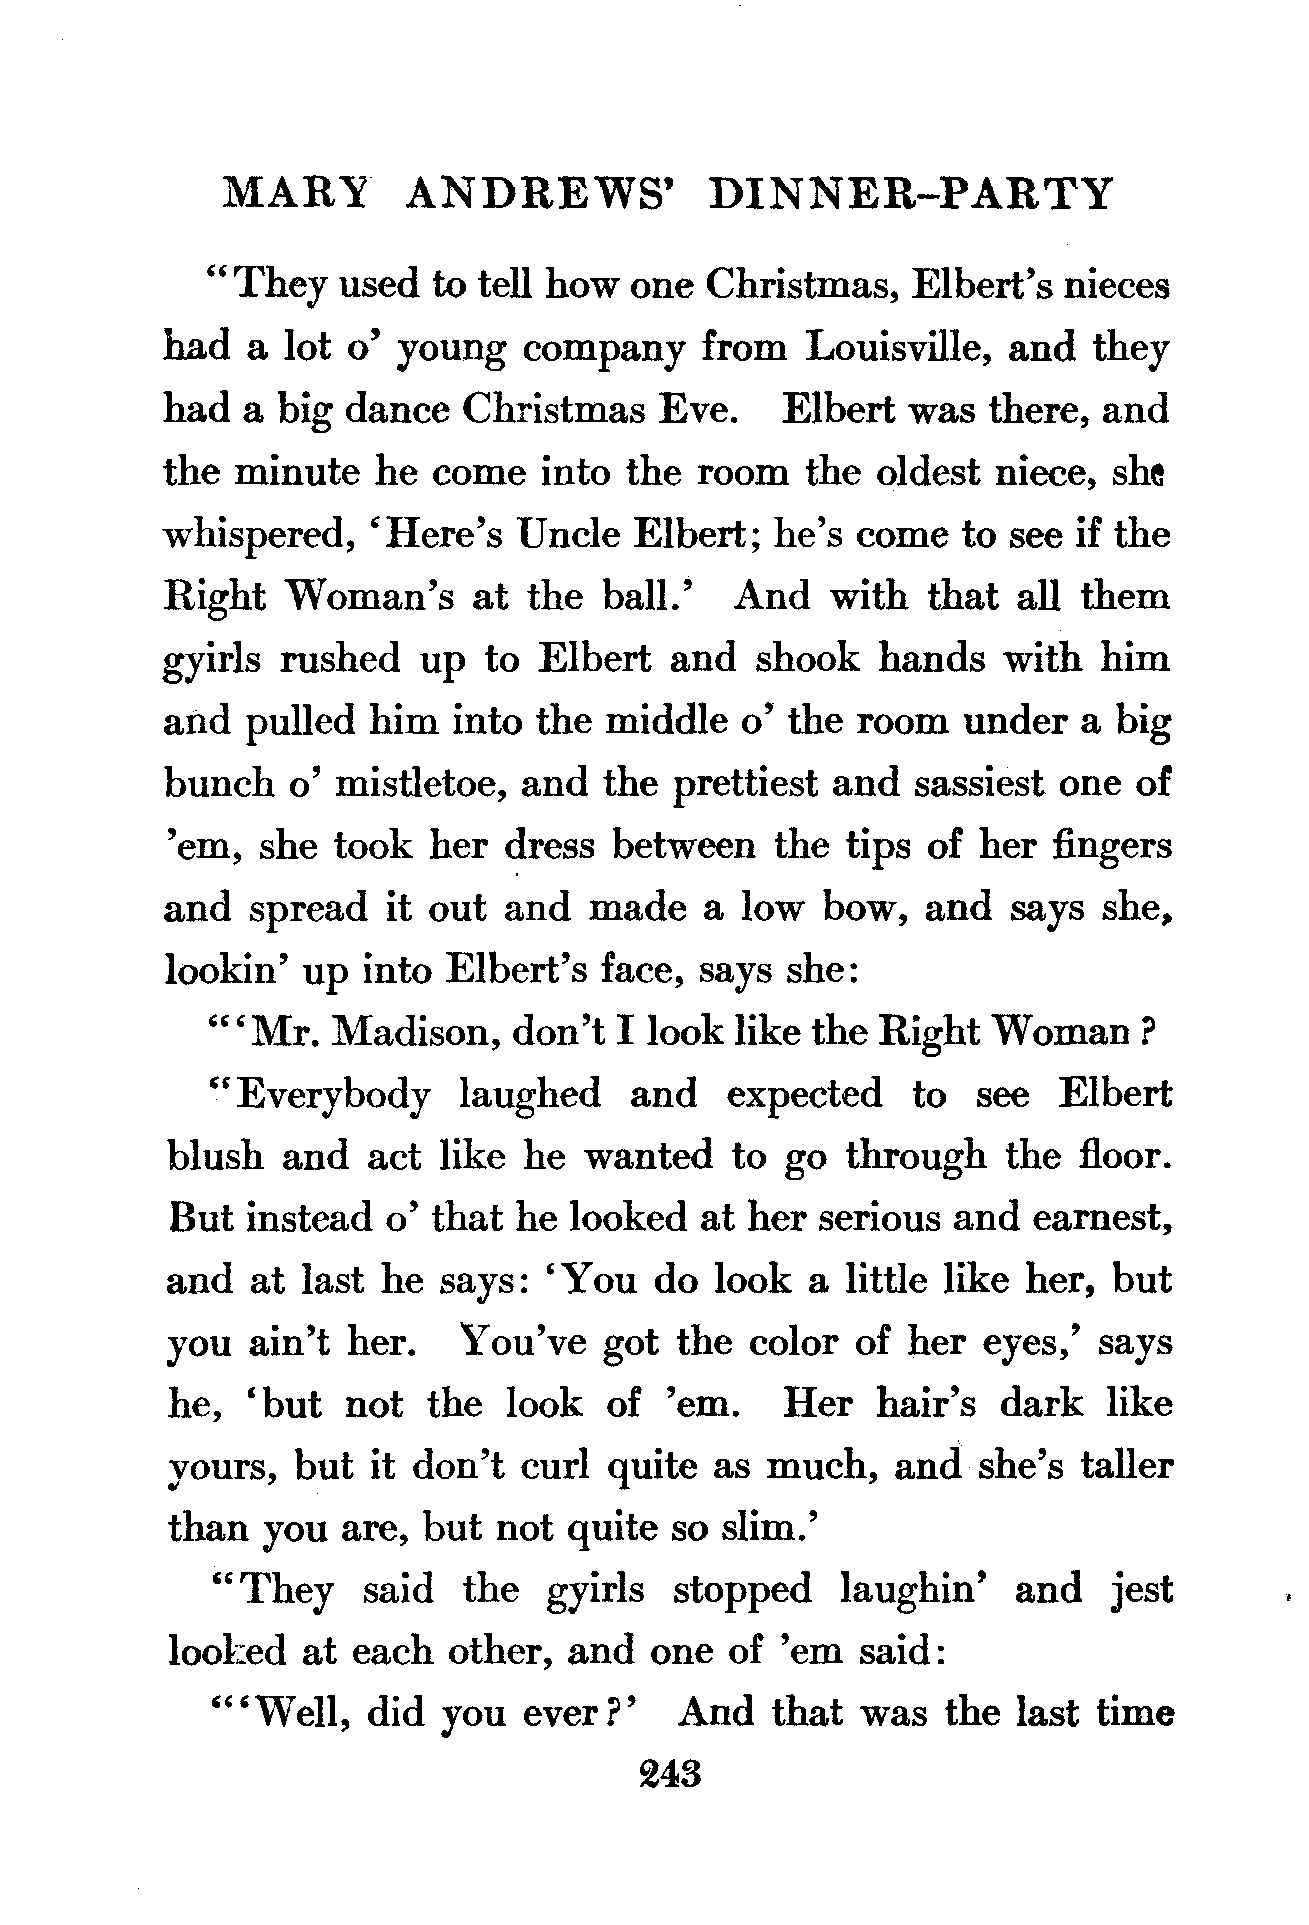 MARY ANDREWS' DINNER-PARTY
"They used to tell how one Christmas, Elbert's nieces
had a lot o' young company from Louisville, and they
had a big dance Christmas Eve. Elbert was there, and
the minute he come into the room the oldest niece, she
whispered, 'Here's Uncle Elbert; he's come to see if the
Right Woman's at the ball.' And with that all them
gyirls rushed up to Elbert and shook hands with him
and pulled him into the middle o' the room under a big
bunch o' mistletoe, and the prettiest and sassiest one of
'em, she took her dress between the tips of her fingers
and spread it out and made a low bow, and says she,
lookin' up into Elbert's face, says she:
"'Mr. Madison, don't I look like the Right Woman?
"Everybody laughed and expected to see Elbert
blush and act like he wanted to go through the floor.
But instead o' that he looked at her serious and earnest,
and at last he says: 'You do look a little like her, but
you ain't her. You've got the color of her eyes,' says
he, 'but not the look of 'em. Her hair's dark like
yours, but it don't curl quite as much, and she's taller
than you are, but not quite so slim.'
"They said the gyirls stopped laughin' and jest
looked at each other, and one of 'em said:
"'Well, did you ever?' And that was the last time
243